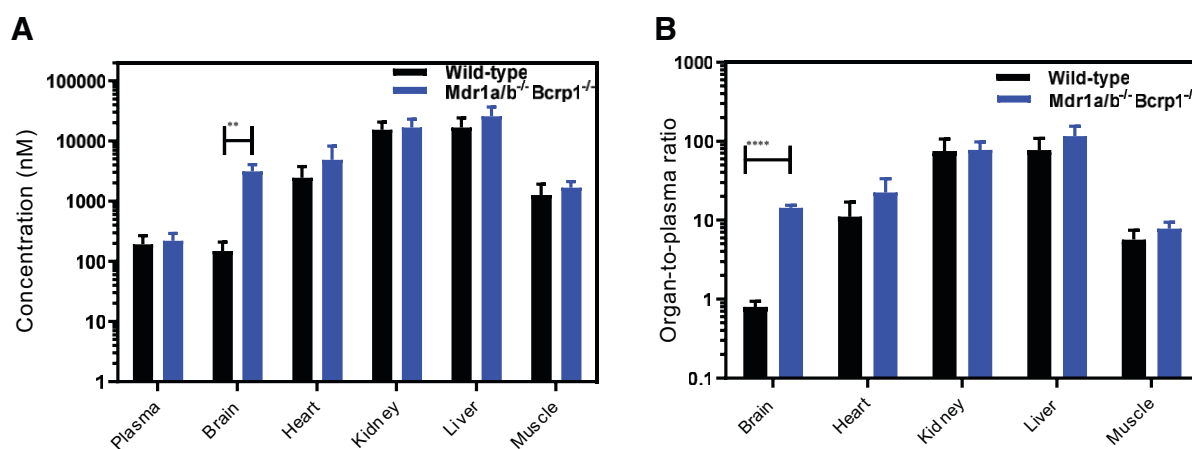 A
Concentration (nM)
100000
10000
1000
100
10
1
Wild-type
Mdr1a/b-/- Bcrp1-/-
**
Plasma
Brain
Heart
Kidney
Liver
Muscle
B
Organ-to-plasma ratio
1000
100
10
1
0.1
Wild-type
Mdr1a/b-/- Bcrp1-/
****
Brain
Heart
Kidney
Liver
Muscle